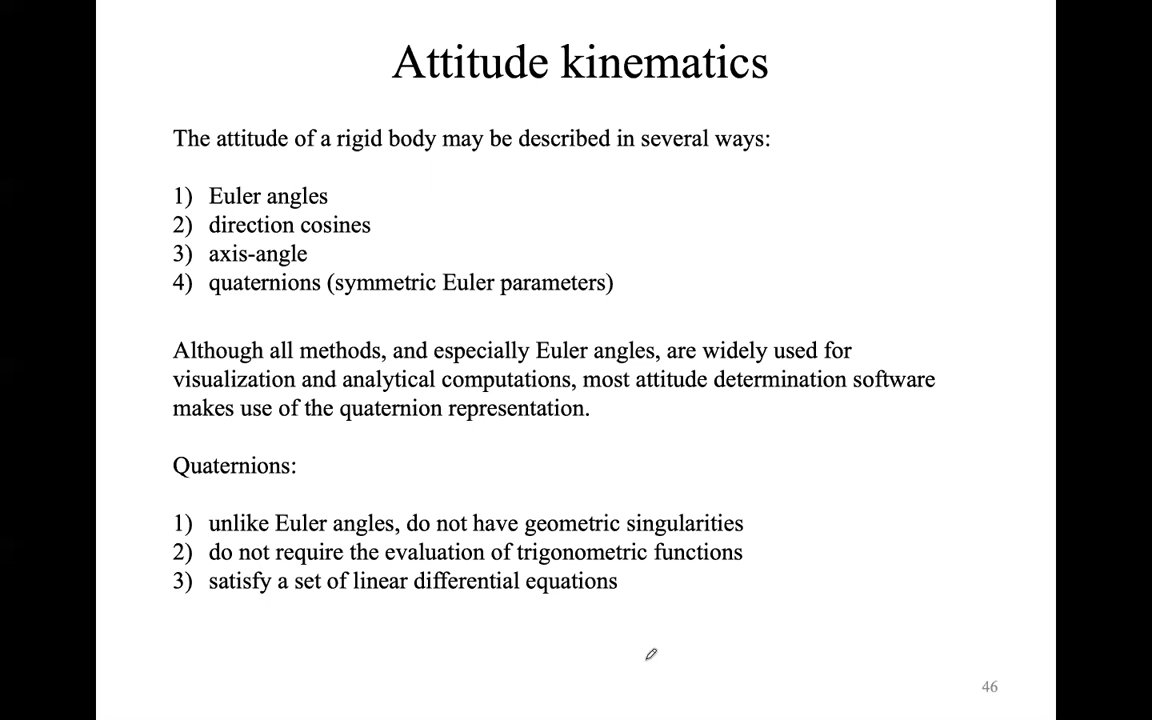 Attitude kinematics
The attitude of a rigid body may be described in several ways:
1) Euler angles
2) direction cosines
3) axis-angle
4) quaternions (symmetric Euler parameters)
Although all methods, and especially Euler angles, are widely used for
visualization and analytical computations, most attitude determination software
makes use of the quaternion representation.
Quaternions:
1) unlike Euler angles, do not have geometric singularities
2) do not require the evaluation of trigonometric functions
3) satisfy a set of linear differential equations
46